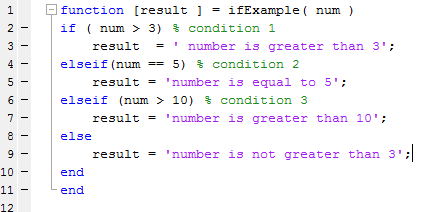 1 function [result ] = ifExample( num )
2 if ( num > 3) % condition 1
3 result  = ' number is greater than 3';
4 elseif(num == 5) % condition 2
5 result = 'number is equal to 5';
6 elseif (num > 10) % condition 3
7 result = 'number is greater than 10';
8 else
9 result = 'number is not greater than 3';
10 end
11 end
12